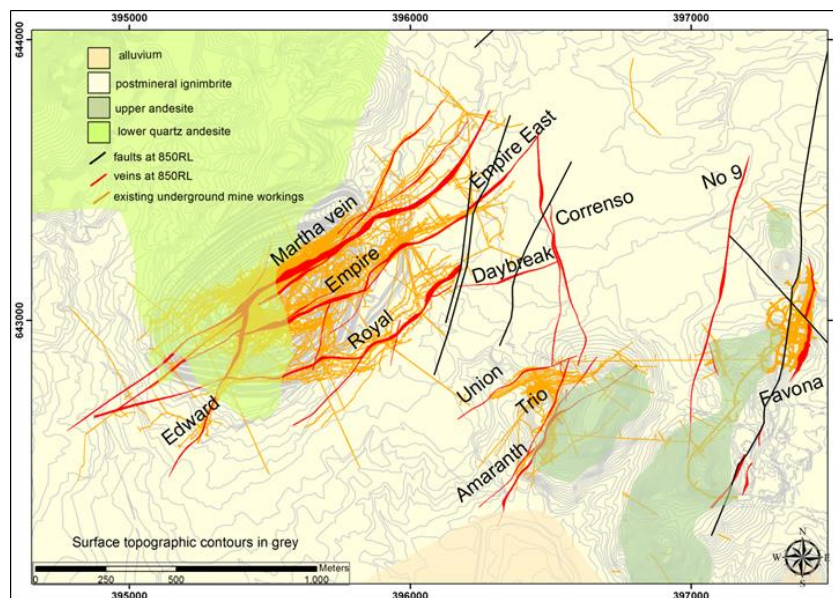 395000 396000 397000
644000
alluvium
postmineral ignimbrite
upper andesite
lower quartz andesite
faults at 850RL
veins at 850RL
existing underground mine workings
Empire East
No 9
Martha vein
Correnso
Empire
Daybreak
643000
643000
Royal
Union
Trio
Favona
Edward
Amaranth
Surface topographic contours in grey
Meters
0 250 500 1,000
N
W E
S
395000 396000 397000